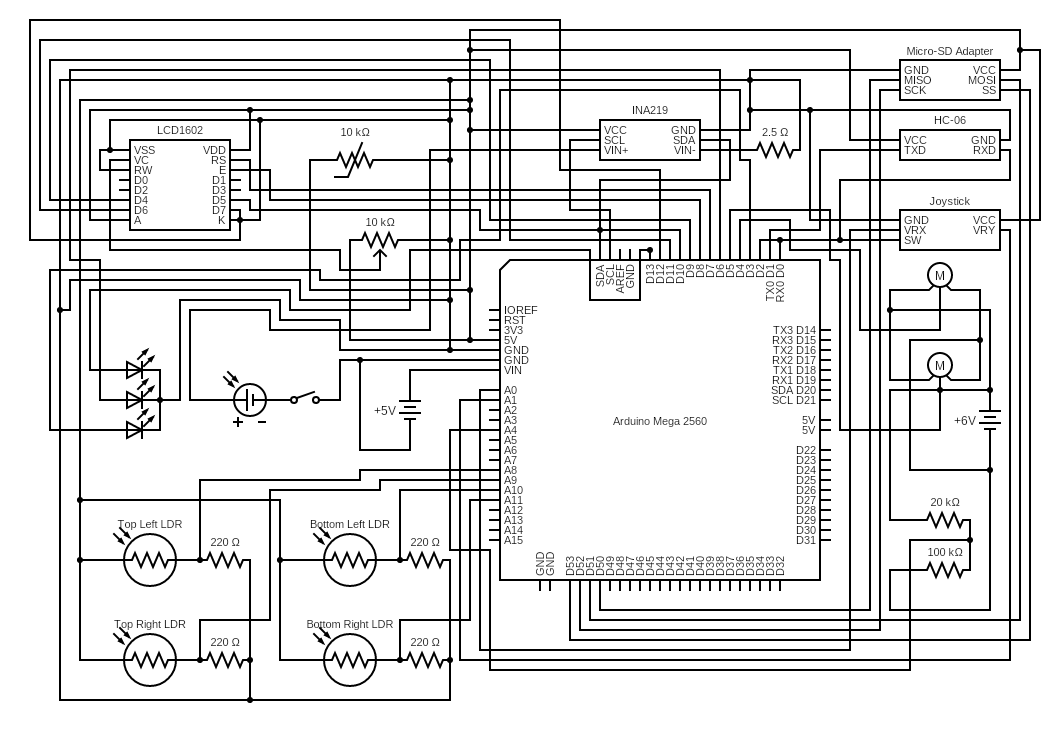 Micro-SD Adapter
GND VCC
MISO MOSI
SCK SS
INA219
VCC GND
SCL SDA
VIN+ VIN-
2.5 Ω
HC-06
VCC GND
TXD RXD
LCD1602
VSS VDD
VC RS
RW E
D0 D1
D2 D3
D4 D5
D6 D7
A K
10 kΩ
10 kΩ
Joystick
GND VCC
VRX VRY
SW
M
M
SDA
SCL
AREF
GND
D13
D12
D11
D10
D9
D8
D7
D6
D5
D4
D3
D2
TX0 D1
RX0 D0
IOREF
RST
3V3
5V
GND
GND
VIN
A0
A1
A2
A3
A4
A5
A6
A7
A8
A9
A10
A11
A12
A13
A14
A15
Arduino Mega 2560
TX3 D14
RX3 D15
TX2 D16
RX2 D17
TX1 D18
RX1 D19
SDA D20
SCL D21
5V
5V
D22
D23
D24
D25
D26
D27
D28
D29
D30
D31
GND
GND
D53
D52
D51
D50
D49
D48
D47
D46
D45
D44
D43
D42
D41
D40
D39
D38
D37
D36
D35
D34
D33
D32
+ −
+5V
+6V
20 kΩ
100 kΩ
Top Left LDR
220 Ω
Bottom Left LDR
220 Ω
Top Right LDR
220 Ω
Bottom Right LDR
220 Ω